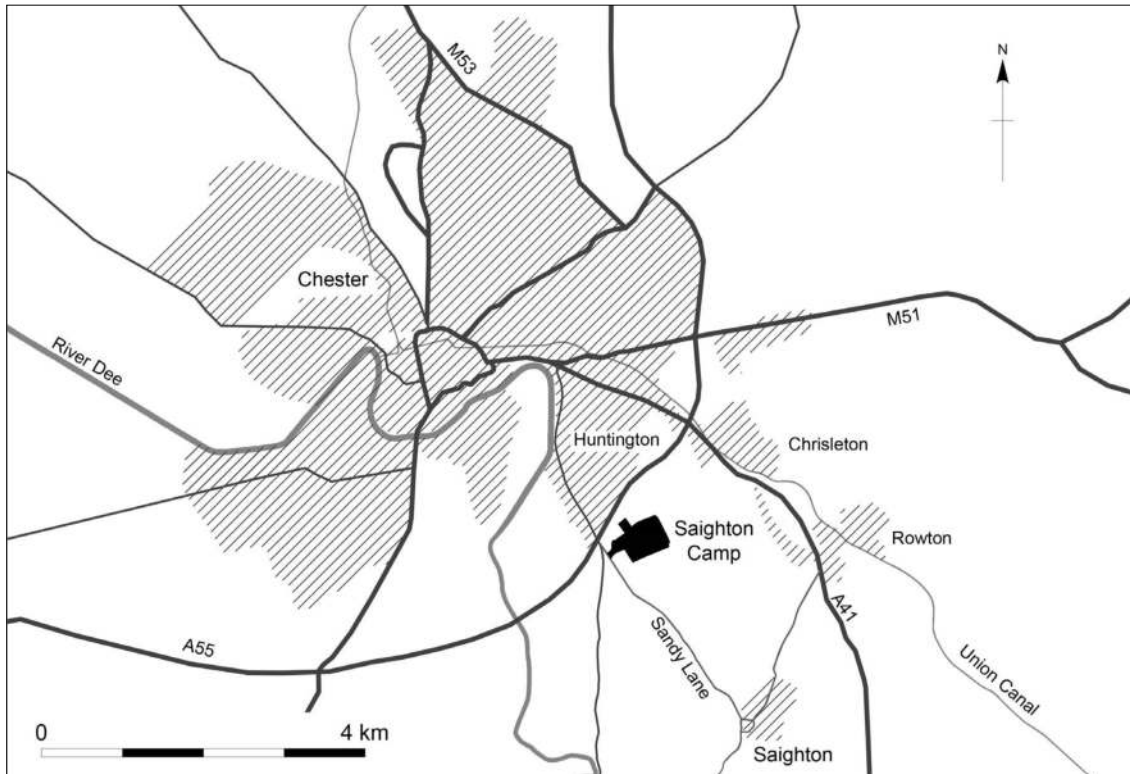 M53
N
Chester
M51
River Dee
Huntington
Chrisleton
Saighton
Camp
Rowton
A41
A55
Sandy Lane
Union Canal
0 4 km
Saighton